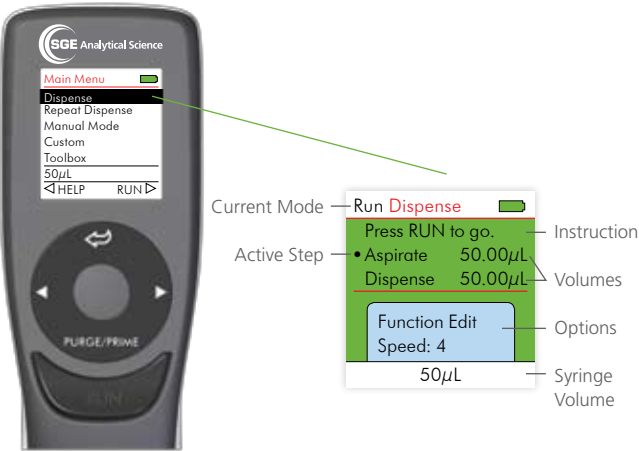 SGE Analytical Science
Main Menu
Dispense
Repeat Dispense
Manual Mode
Custom
Toolbox
50µL
HELP RUN
PURGE/PRIME
RUN
Current Mode
Active Step
Run Dispense
Press RUN to go.
• Aspirate 50.00µL
Dispense 50.00µL
Function Edit
Speed: 4
50µL
Instruction
Volumes
Options
Syringe
Volume